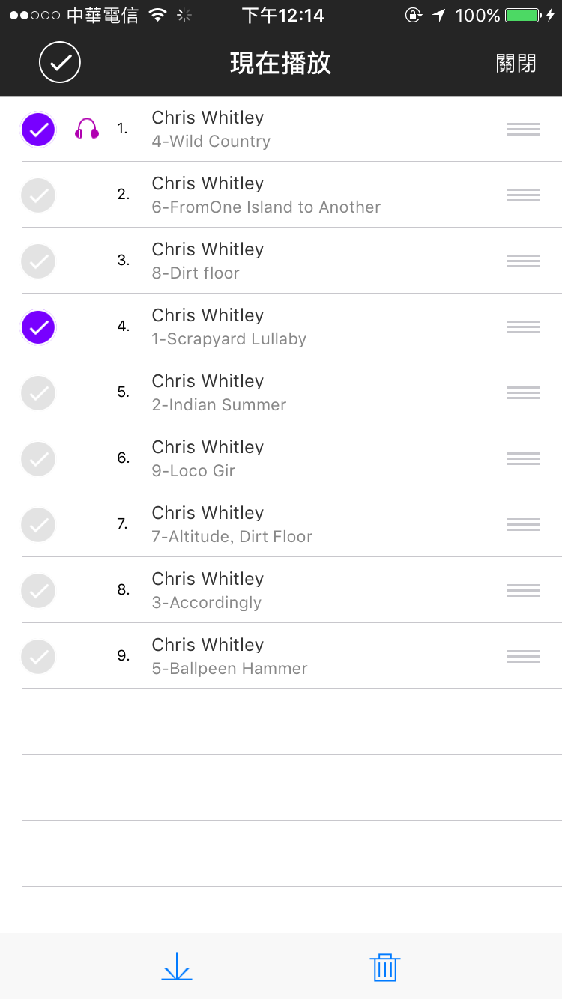 中華電信 下午12:14 100%
現在播放 關閉
1. Chris Whitley
4-Wild Country
2. Chris Whitley
6-FromOne Island to Another
3. Chris Whitley
8-Dirt floor
4. Chris Whitley
1-Scrapyard Lullaby
5. Chris Whitley
2-Indian Summer
6. Chris Whitley
9-Loco Gir
7. Chris Whitley
7-Altitude, Dirt Floor
8. Chris Whitley
3-Accordingly
9. Chris Whitley
5-Ballpeen Hammer